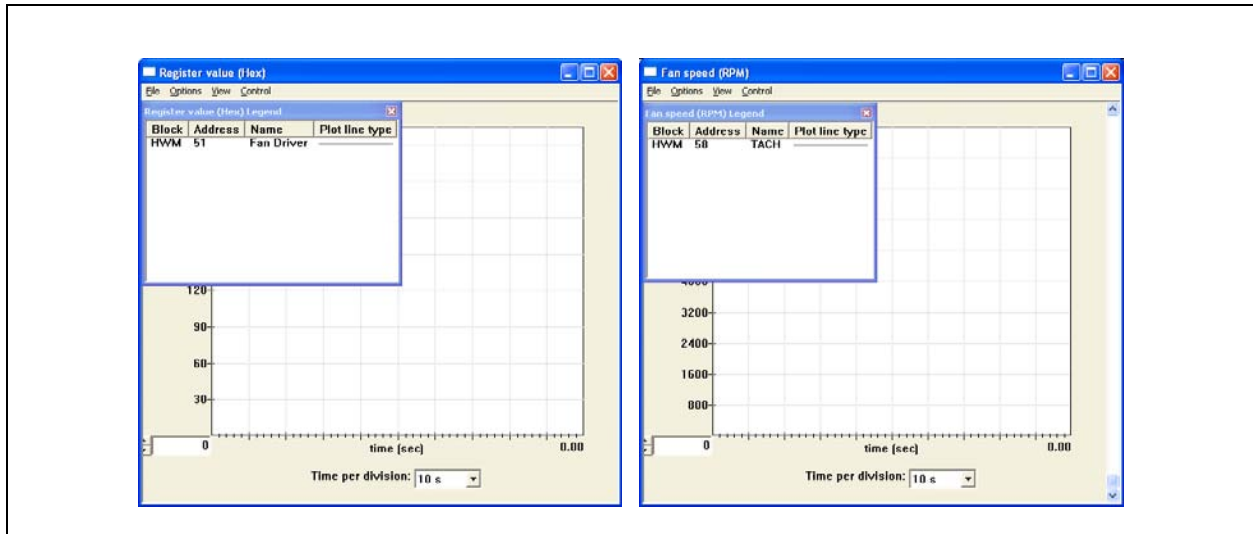 Register value (Hex)
File Options View Control
Register value (Hex) Legend
Block Address Name Plot line type
HWM 51 Fan Driver
120
90
60
30
0
0
time (sec)
0.00
Time per division: 10 s
Fan speed (RPM)
File Options View Control
Fan speed (RPM) Legend
Block Address Name Plot line type
HWM 58 TACH
4000
3200
2400
1600
800
0
time (sec)
0.00
Time per division: 10 s